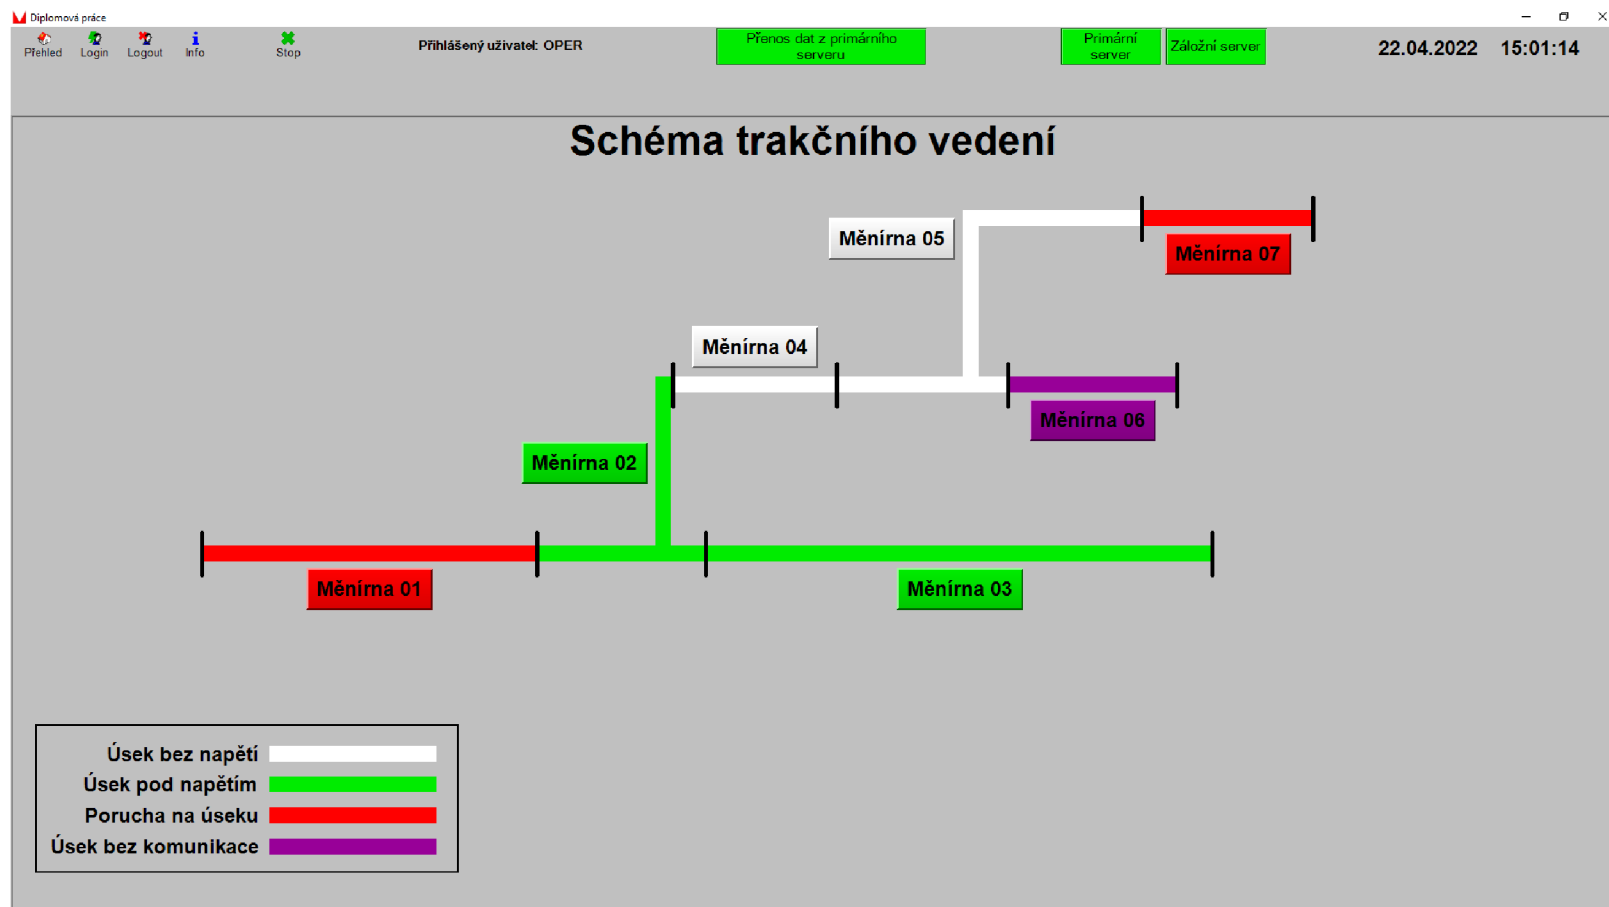 Diplomová práce
Přehled
Login
Logout
Info
Stop
Přihlášený uživatel: OPER
Přenos dat z primárního
serveru
Primární
server
Záložní server
22.04.2022 15:01:14
Schéma trakčního vedení
Měnírna 05
Měnírna 07
Měnírna 04
Měnírna 06
Měnírna 02
Měnírna 01
Měnírna 03
Úsek bez napětí
Úsek pod napětím
Porucha na úseku
Úsek bez komunikace